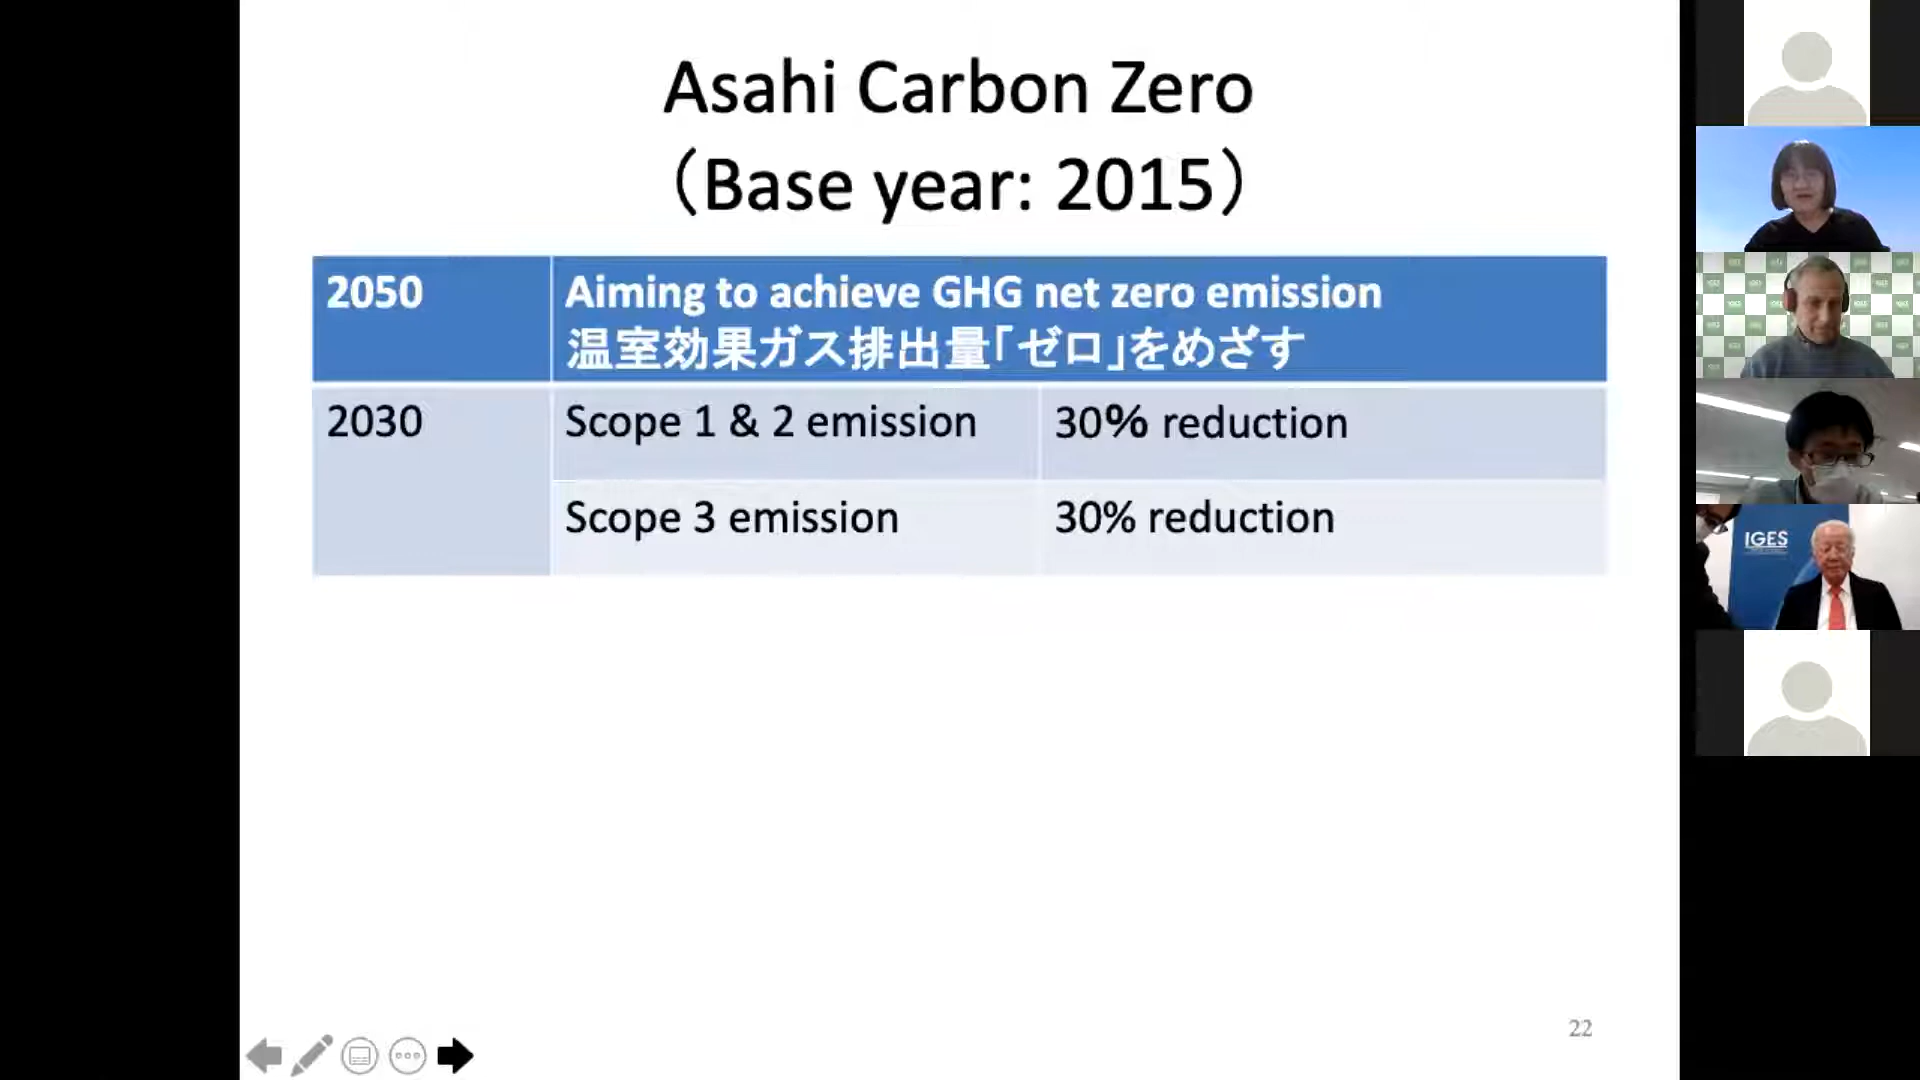 Asahi Carbon Zero
（Base year: 2015）
2050
Aiming to achieve GHG net zero emission
温室効果ガス排出量「ゼロ」をめざす
2030
Scope 1 & 2 emission
30% reduction
Scope 3 emission
30% reduction
22
IGES